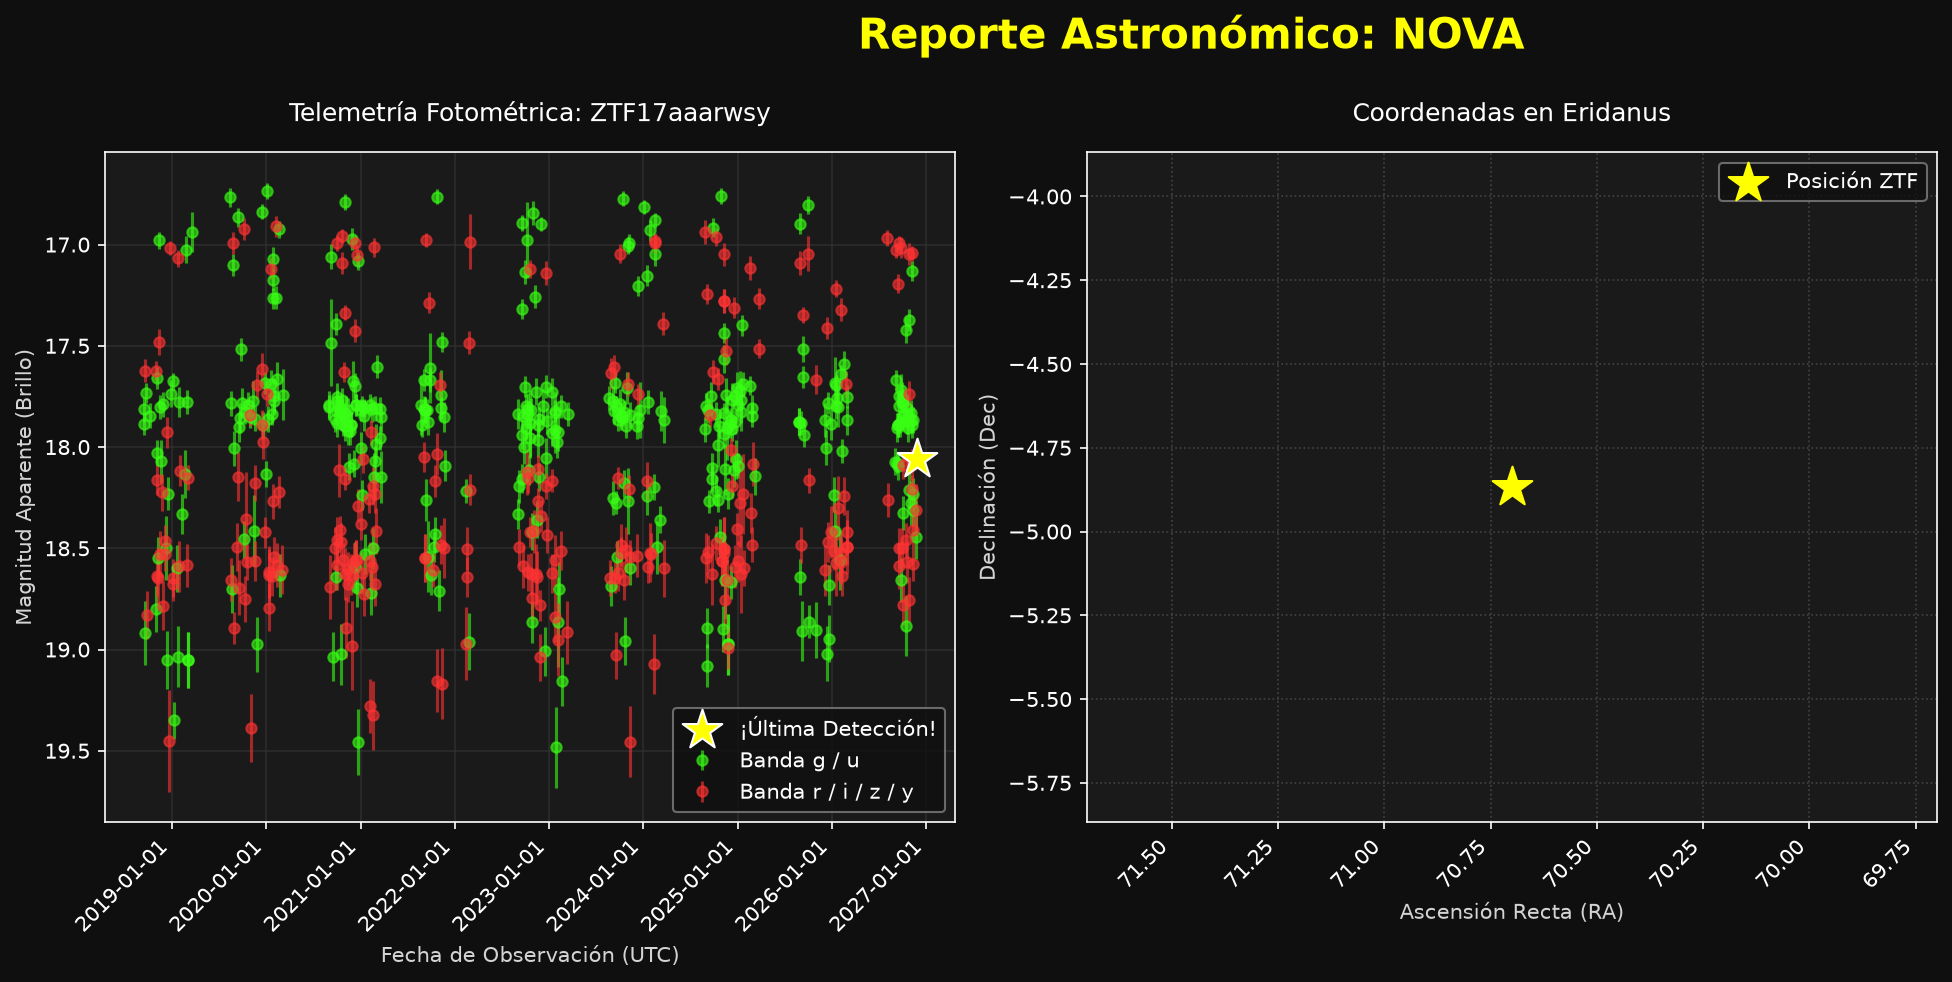 Reporte Astronómico: NOVA
Telemetría Fotométrica: ZTF17aaarwsy
Magnitud Aparente (Brillo)
17.0
17.5
18.0
18.5
19.0
19.5
¡Última Detección!
Banda g / u
Banda r / i / z / y
2019-01-01
2020-01-01
2021-01-01
2022-01-01
2023-01-01
2024-01-01
2025-01-01
2026-01-01
2027-01-01
Fecha de Observación (UTC)
Coordenadas en Eridanus
Posición ZTF
Declinación (Dec)
−4.00
−4.25
−4.50
−4.75
−5.00
−5.25
−5.50
−5.75
71.50
71.25
71.00
70.75
70.50
70.25
70.00
69.75
Ascensión Recta (RA)